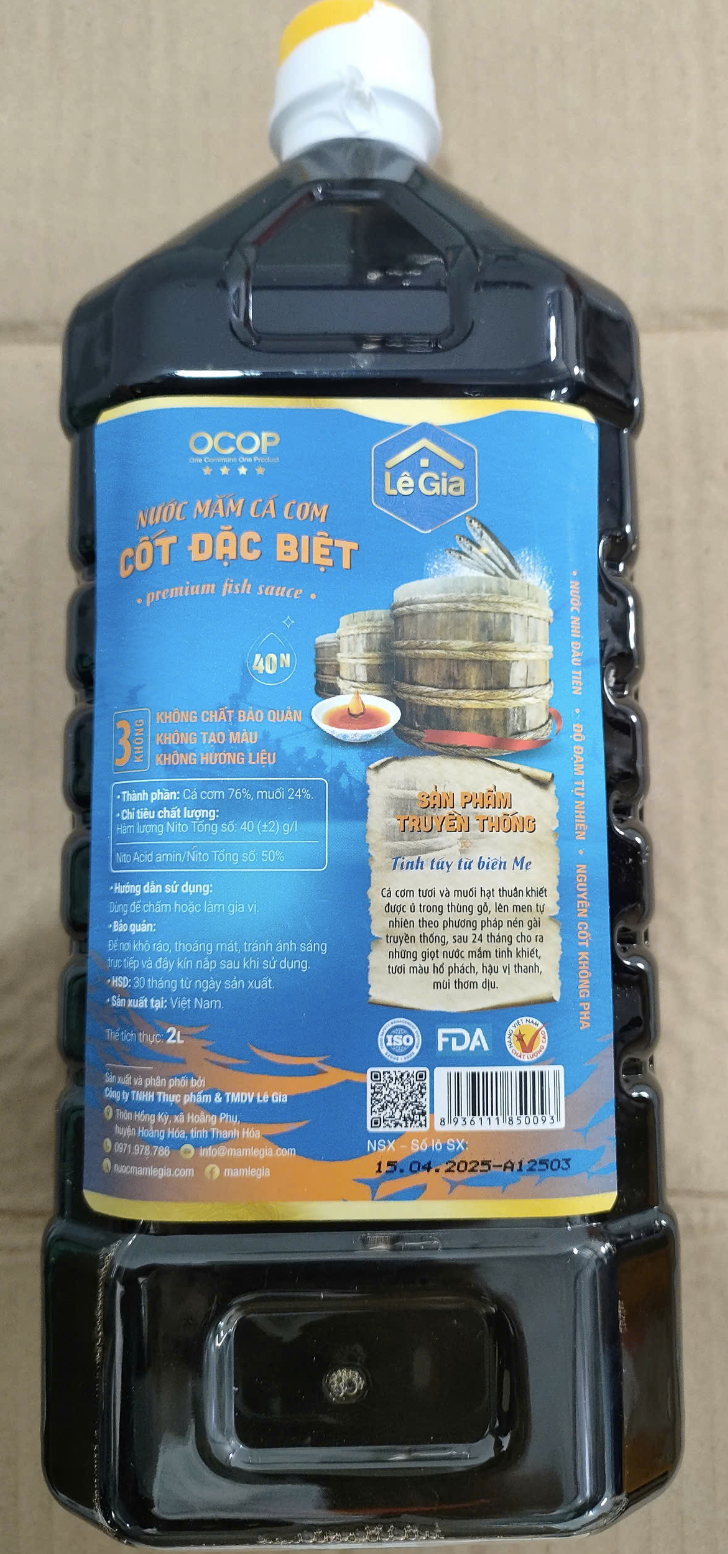 OCOP
One Commune One Product
Lê Gia
NƯỚC MẮM CÁ CƠM
CỐT ĐẶC BIỆT
• premium fish sauce •
40N
3 KHÔNG
KHÔNG CHẤT BẢO QUẢN
KHÔNG TẠO MÀU
KHÔNG HƯƠNG LIỆU
• Thành phần: Cá cơm 76%, muối 24%.
• Chỉ tiêu chất lượng:
Hàm lượng Nito Tổng số: 40 (±2) g/l
Nito Acid amin/Nito Tổng số: 50%
• Hướng dẫn sử dụng:
Dùng để chấm hoặc làm gia vị.
• Bảo quản:
Để nơi khô ráo, thoáng mát, tránh ánh sáng
trực tiếp và đậy kín nắp sau khi sử dụng.
• HSD: 30 tháng từ ngày sản xuất.
• Sản xuất tại: Việt Nam.
Thể tích thực: 2L
Sản xuất và phân phối bởi
Công ty TNHH Thực phẩm & TMDV Lê Gia
Thôn Hồng Kỳ, xã Hoằng Phụ,
huyện Hoằng Hóa, tỉnh Thanh Hóa
0971.978.786 info@mamlegia.com
nuocmamlegia.com mamlegia
SẢN PHẨM
TRUYỀN THỐNG
Tinh túy từ biển Mẹ
Cá cơm tươi và muối hạt thuần khiết
được ủ trong thùng gỗ, lên men tự
nhiên theo phương pháp nén gài
truyền thống, sau 24 tháng cho ra
những giọt nước mắm tinh khiết,
tươi màu hổ phách, hậu vị thanh,
mùi thơm dịu.
ISO
FDA
8 936111 850093
NSX - Số lô SX:
15.04.2025-A12503
• NƯỚC NHỈ ĐẦU TIÊN • ĐỘ ĐẠM TỰ NHIÊN • NGUYÊN CỐT KHÔNG PHA